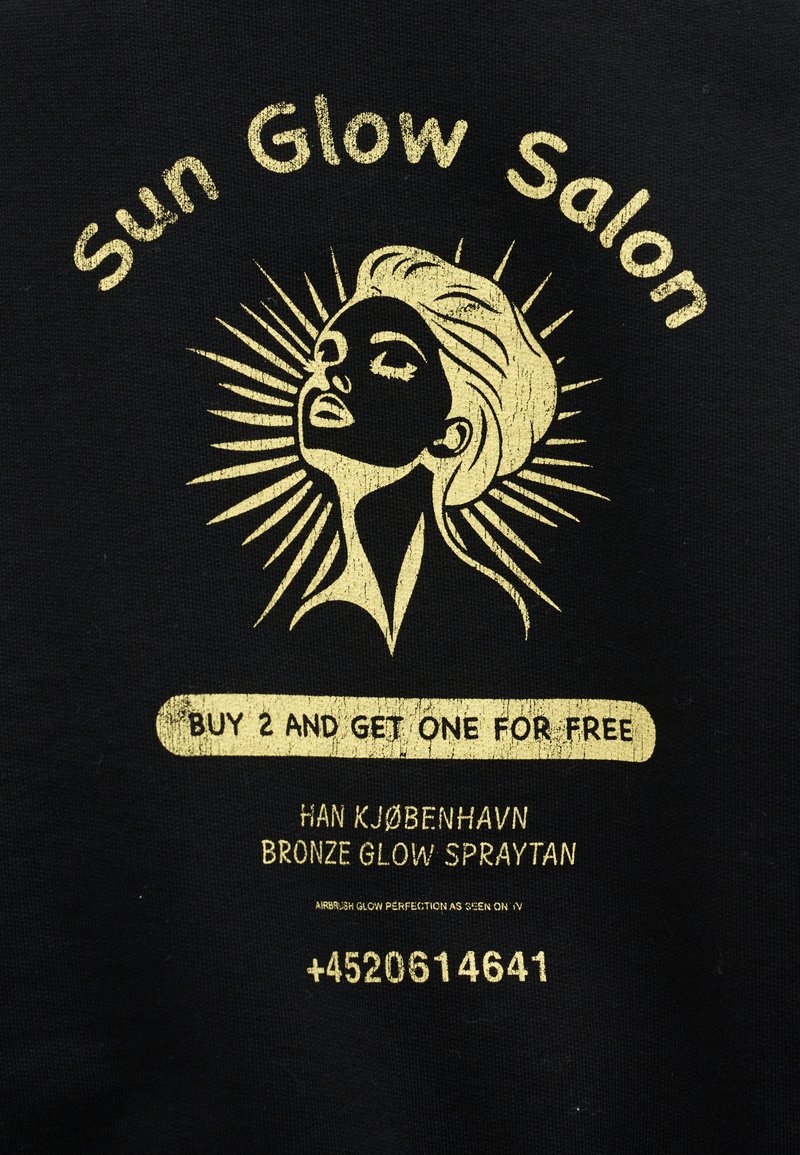 Sun Glow Salon
BUY 2 AND GET ONE FOR FREE
HAN KJØBENHAVN
BRONZE GLOW SPRAYTAN
AIRBRUSH GLOW PERFECTION AS SEEN ON TV
+4520614641